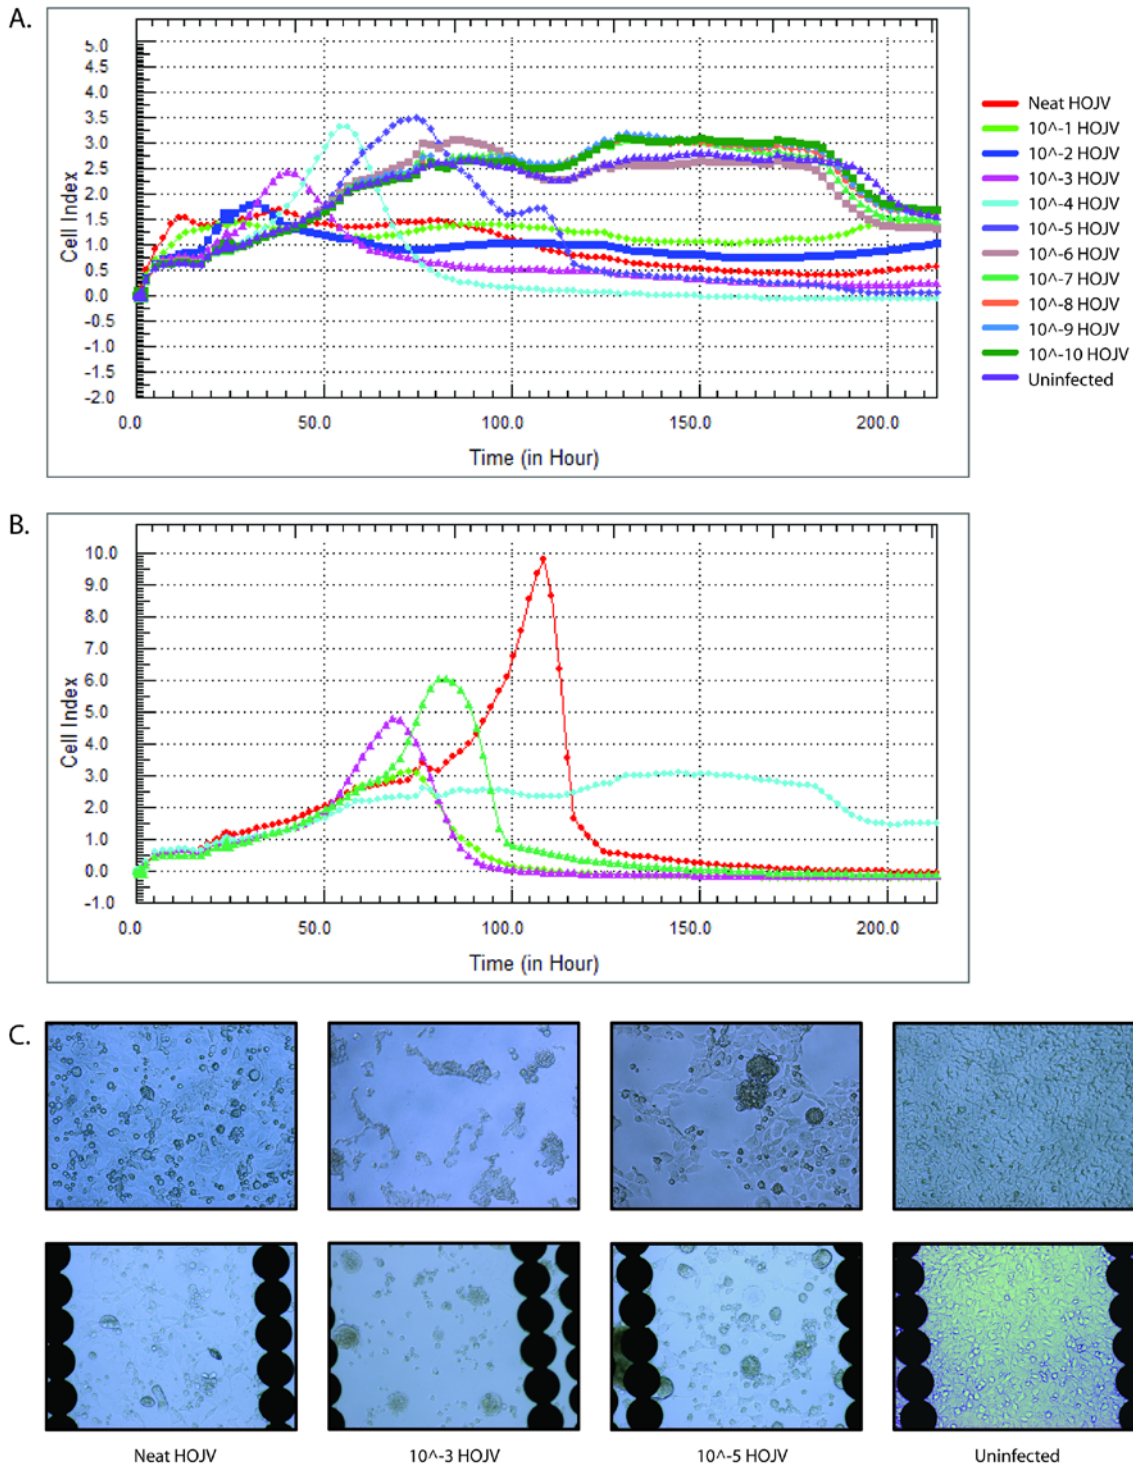 A.
5.0
4.5
4.0
3.5
3.0
2.5
2.0
1.5
1.0
0.5
0.0
-0.5
-1.0
-1.5
-2.0
Cell Index
0.0 50.0 100.0 150.0 200.0
Time (in Hour)
Neat HOJV
10^-1 HOJV
10^-2 HOJV
10^-3 HOJV
10^-4 HOJV
10^-5 HOJV
10^-6 HOJV
10^-7 HOJV
10^-8 HOJV
10^-9 HOJV
10^-10 HOJV
Uninfected
B.
10.0
9.0
8.0
7.0
6.0
5.0
4.0
3.0
2.0
1.0
0.0
-1.0
Cell Index
0.0 50.0 100.0 150.0 200.0
Time (in Hour)
C.
Neat HOJV 10^-3 HOJV 10^-5 HOJV Uninfected